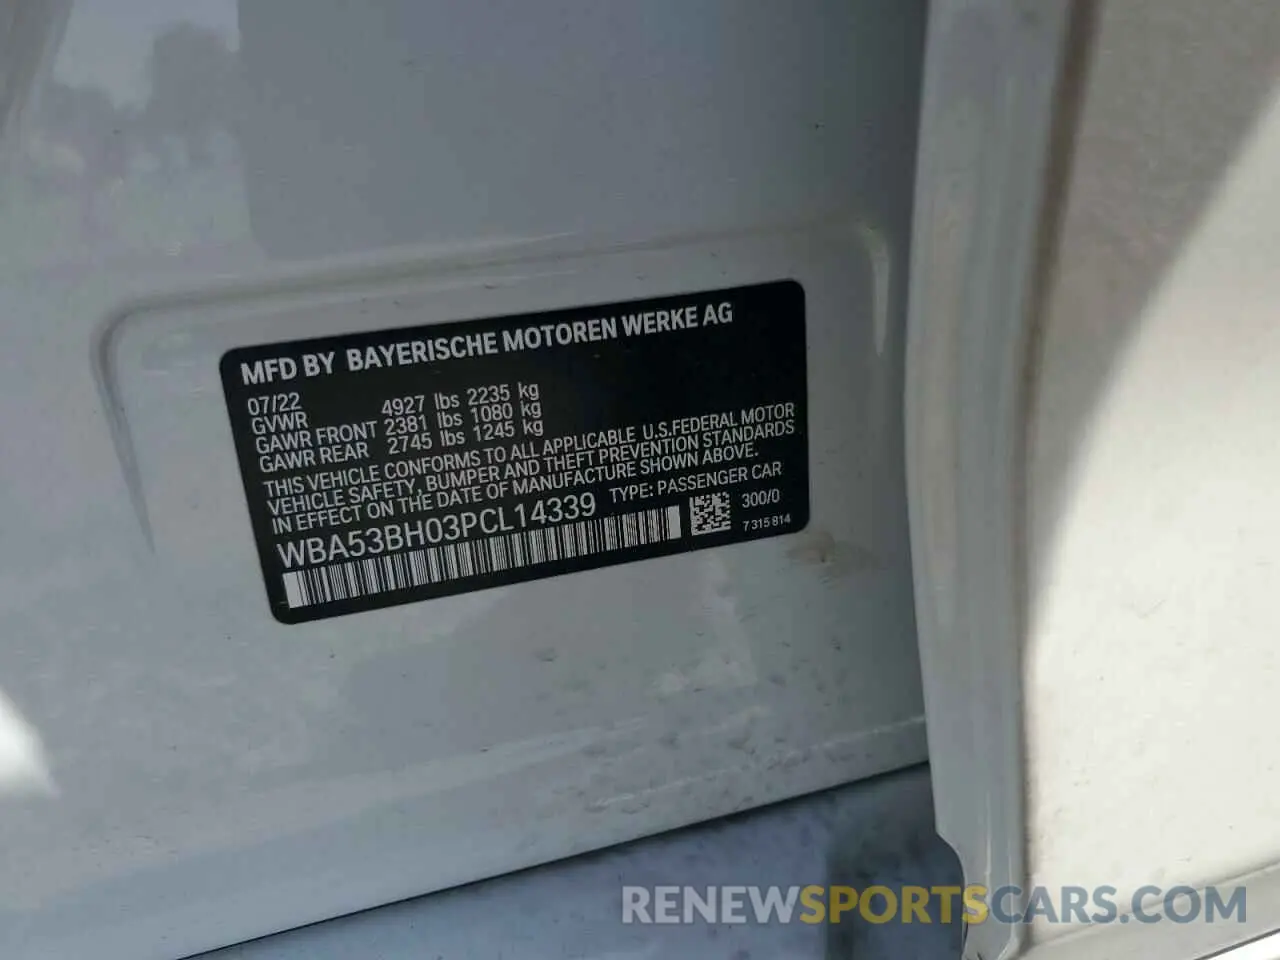 MFD BY BAYERISCHE MOTOREN WERKE AG
07/22
GVWR 4927 lbs 2235 kg
GAWR FRONT 2381 lbs 1080 kg
GAWR REAR 2745 lbs 1245 kg
THIS VEHICLE CONFORMS TO ALL APPLICABLE U.S.FEDERAL MOTOR
VEHICLE SAFETY, BUMPER AND THEFT PREVENTION STANDARDS
IN EFFECT ON THE DATE OF MANUFACTURE SHOWN ABOVE.
WBA53BH03PCL14339 TYPE: PASSENGER CAR
300/0
7 315 814
RENEWSPORTSCARS.COM